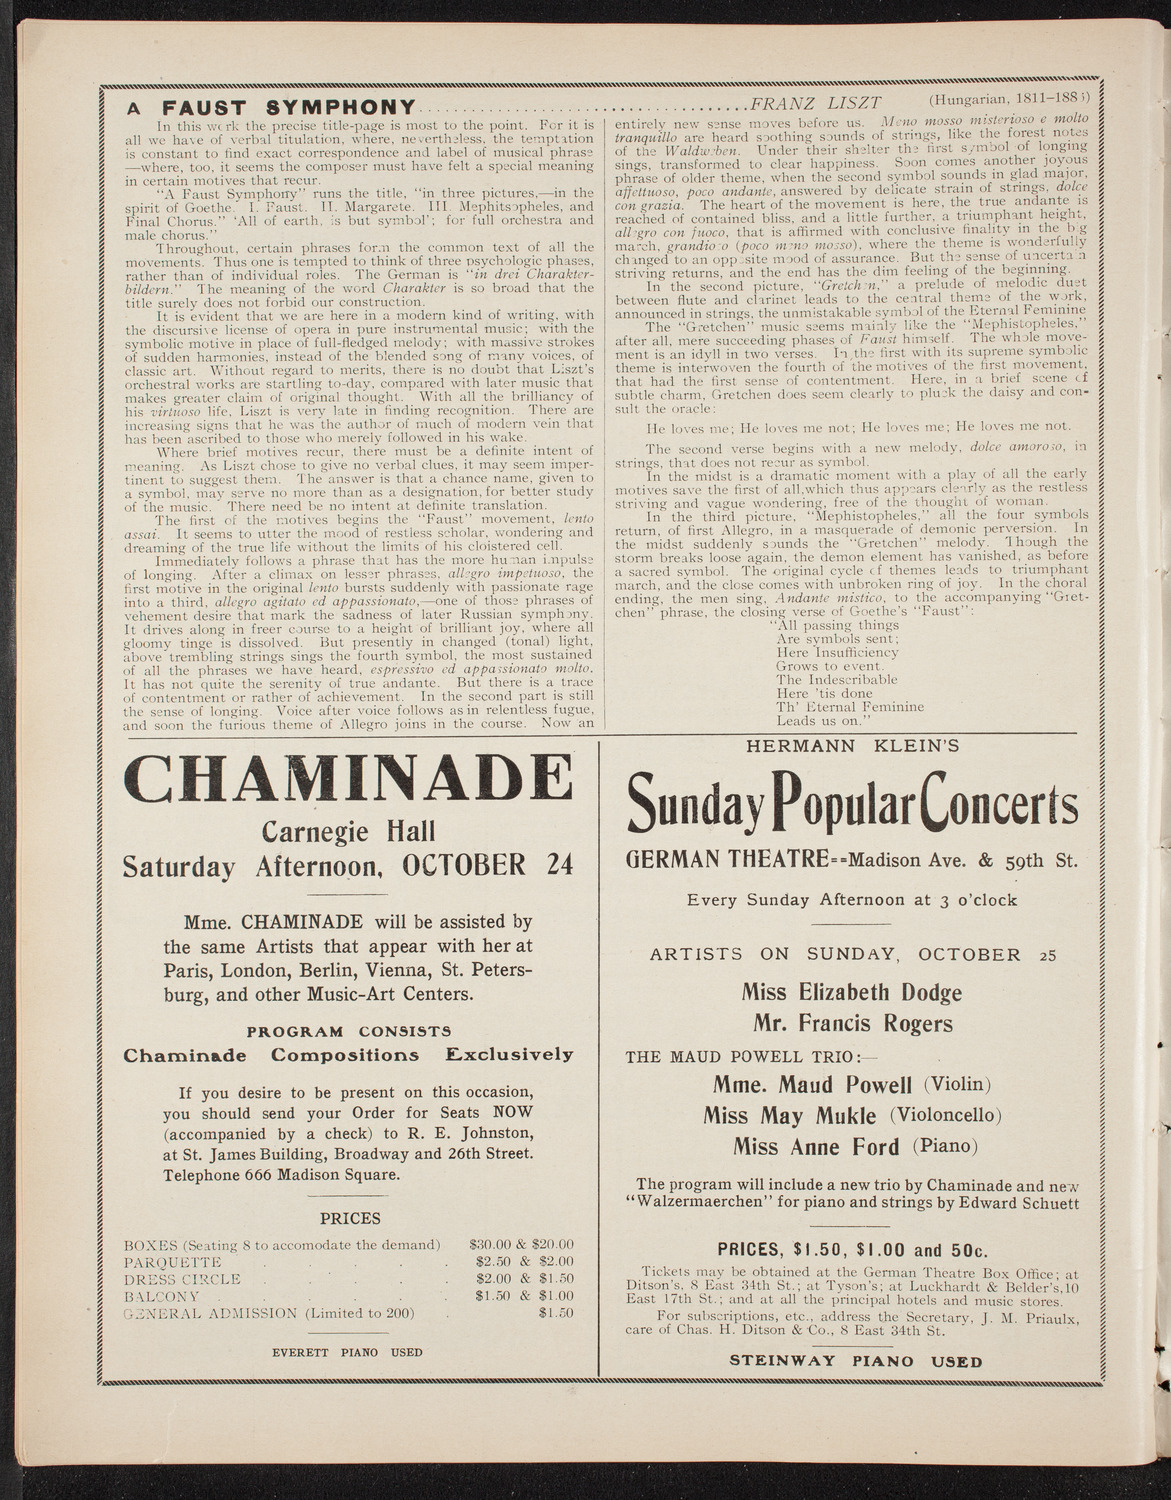 A FAUST SYMPHONY . . . FRANZ LISZT (Hungarian, 1811–188 )
In this work the precise title-page is most to the point. For it is
all we have of verbal titulation, where, nevertheless, the temptation
is constant to find exact correspondence and label of musical phrase
—where, too, it seems the composer must have felt a special meaning
in certain motives that recur.
"A Faust Symphony" runs the title, "in three pictures,—in the
spirit of Goethe. I. Faust. II. Margarete. III. Mephitsopheles, and
Final Chorus." 'All of earth, is but symbol'; for full orchestra and
male chorus."
Throughout, certain phrases form the common text of all the
movements. Thus one is tempted to think of three psychologic phases,
rather than of individual roles. The German is "in drei Charakter-
bildern." The meaning of the word Charakter is so broad that the
title surely does not forbid our construction.
It is evident that we are here in a modern kind of writing, with
the discursive license of opera in pure instrumental music; with the
symbolic motive in place of full-fledged melody; with massive strokes
of sudden harmonies, instead of the blended song of many voices, of
classic art. Without regard to merits, there is no doubt that Liszt's
orchestral works are startling to-day, compared with later music that
makes greater claim of original thought. With all the brilliancy of
his virtuoso life, Liszt is very late in finding recognition. There are
increasing signs that he was the author of much of modern vein that
has been ascribed to those who merely followed in his wake.
Where brief motives recur, there must be a definite intent of
meaning. As Liszt chose to give no verbal clues, it may seem imper-
tinent to suggest them. The answer is that a chance name, given to
a symbol, may serve no more than as a designation, for better study
of the music. There need be no intent at definite translation.
The first of the motives begins the "Faust" movement, lento
assai. It seems to utter the mood of restless scholar, wondering and
dreaming of the true life without the limits of his cloistered cell.
Immediately follows a phrase that has the more human impulse
of longing. After a climax on lesser phrases, allegro impetuoso, the
first motive in the original lento bursts suddenly with passionate rage
into a third, allegro agitato ed appassionato,—one of those phrases of
vehement desire that mark the sadness of later Russian symphony.
It drives along in freer course to a height of brilliant joy, where all
gloomy tinge is dissolved. But presently in changed (tonal) light,
above trembling strings sings the fourth symbol, the most sustained
of all the phrases we have heard, espressivo ed appassionato molto.
It has not quite the serenity of true andante. But there is a trace
of contentment or rather of achievement. In the second part is still
the sense of longing. Voice after voice follows as in relentless fugue,
and soon the furious theme of Allegro joins in the course. Now an
entirely new sense moves before us. Meno mosso misterioso e molto
tranquillo are heard soothing sounds of strings, like the forest notes
of the Waldweben. Under their shelter the first symbol of longing
sings, transformed to clear happiness. Soon comes another joyous
phrase of older theme, when the second symbol sounds in glad major,
affettuoso, poco andante, answered by delicate strain of strings, dolce
con grazia. The heart of the movement is here, the true andante is
reached of contained bliss, and a little further, a triumphant height,
allegro con fuoco, that is affirmed with conclusive finality in the big
march, grandioso (poco meno mosso), where the theme is wonderfully
changed to an opposite mood of assurance. But the sense of uncertain
striving returns, and the end has the dim feeling of the beginning.
In the second picture, "Gretchen," a prelude of melodic duet
between flute and clarinet leads to the central theme of the work,
announced in strings, the unmistakable symbol of the Eternal Feminine
The "Gretchen" music seems mainly like the "Mephistopheles,"
after all, mere succeeding phases of Faust himself. The whole move-
ment is an idyll in two verses. In the first with its supreme symbolic
theme is interwoven the fourth of the motives of the first movement,
that had the first sense of contentment. Here, in a brief scene of
subtle charm, Gretchen does seem clearly to pluck the daisy and con-
sult the oracle:
He loves me; He loves me not; He loves me; He loves me not.
The second verse begins with a new melody, dolce amoroso, in
strings, that does not recur as symbol.
In the midst is a dramatic moment with a play of all the early
motives save the first of all, which thus appears clearly as the restless
striving and vague wondering, free of the thought of woman.
In the third picture, "Mephistopheles," all the four symbols
return, of first Allegro, in a masquerade of demonic perversion. In
the midst suddenly sounds the "Gretchen" melody. Though the
storm breaks loose again, the demon element has vanished, as before
a sacred symbol. The original cycle of themes leads to triumphant
march, and the close comes with unbroken ring of joy. In the choral
ending, the men sing, Andante mistico, to the accompanying "Gret-
chen" phrase, the closing verse of Goethe's "Faust":
"All passing things
Are symbols sent;
Here Insufficiency
Grows to event.
The Indescribable
Here 'tis done
Th' Eternal Feminine
Leads us on."
CHAMINADE
Carnegie Hall
Saturday Afternoon, OCTOBER 24
Mme. CHAMINADE will be assisted by
the same Artists that appear with her at
Paris, London, Berlin, Vienna, St. Peters-
burg, and other Music-Art Centers.
PROGRAM CONSISTS
Chaminade Compositions Exclusively
If you desire to be present on this occasion,
you should send your Order for Seats NOW
(accompanied by a check) to R. E. Johnston,
at St. James Building, Broadway and 26th Street.
Telephone 666 Madison Square.
PRICES
BOXES (Seating 8 to accomodate the demand) $30.00 & $20.00
PARQUETTE . . . . . $2.50 & $2.00
DRESS CIRCLE . . . . . $2.00 & $1.50
BALCONY . . . . . . $1.50 & $1.00
GENERAL ADMISSION (Limited to 200) . $1.50
EVERETT PIANO USED
HERMANN KLEIN'S
Sunday Popular Concerts
GERMAN THEATRE==Madison Ave. & 59th St.
Every Sunday Afternoon at 3 o'clock
ARTISTS ON SUNDAY, OCTOBER 25
Miss Elizabeth Dodge
Mr. Francis Rogers
THE MAUD POWELL TRIO:—
Mme. Maud Powell (Violin)
Miss May Mukle (Violoncello)
Miss Anne Ford (Piano)
The program will include a new trio by Chaminade and new
"Walzermaerchen" for piano and strings by Edward Schuett
PRICES, $1.50, $1.00 and 50c.
Tickets may be obtained at the German Theatre Box Office; at
Ditson's, 8 East 34th St.; at Tyson's; at Luckhardt & Belder's, 10
East 17th St.; and at all the principal hotels and music stores.
For subscriptions, etc., address the Secretary, J. M. Priaulx,
care of Chas. H. Ditson & Co., 8 East 34th St.
STEINWAY PIANO USED